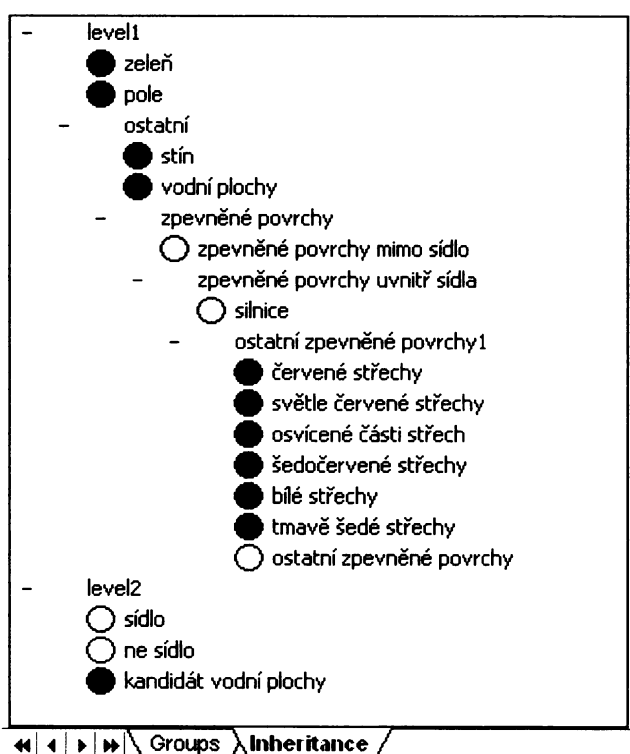 level1
zeleň
pole
ostatní
stín
vodní plochy
zpevněné povrchy
zpevněné povrchy mimo sídlo
zpevněné povrchy uvnitř sídla
silnice
ostatní zpevněné povrchy1
červené střechy
světle červené střechy
osvícené části střech
šedočervené střechy
bílé střechy
tmavě šedé střechy
ostatní zpevněné povrchy
level2
sídlo
ne sídlo
kandidát vodní plochy
Groups Inheritance